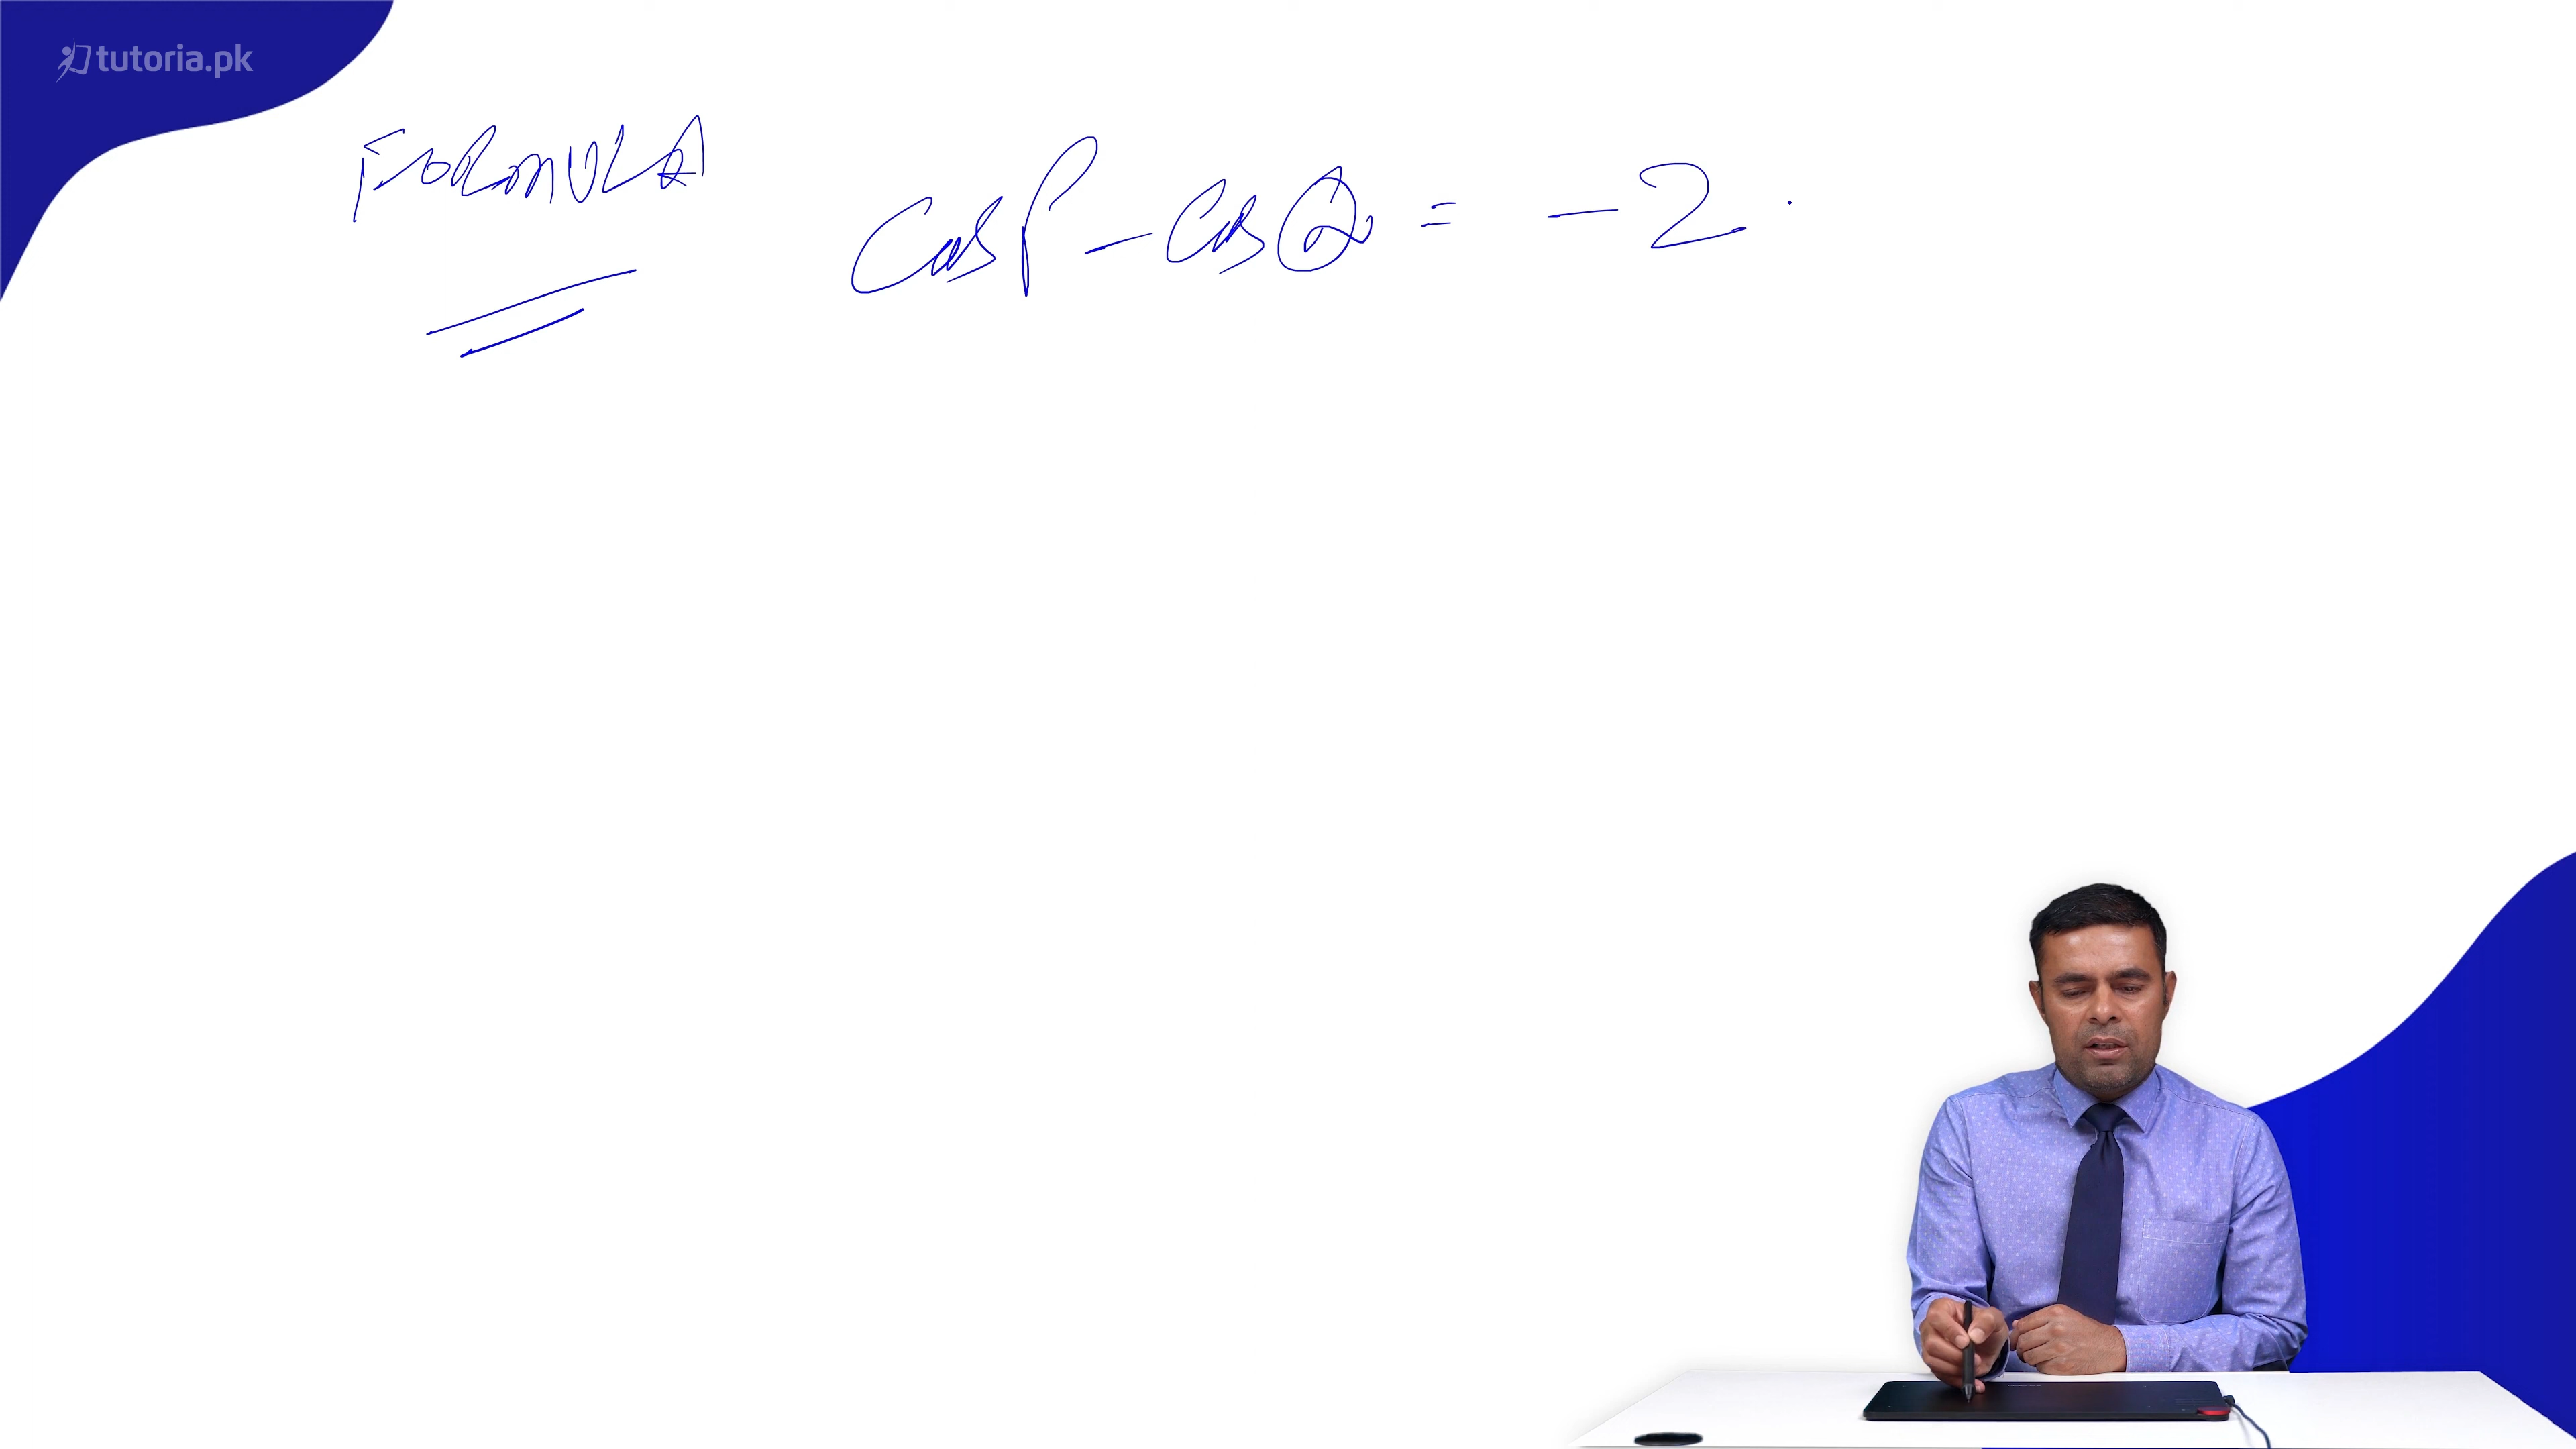 tutoria.pk
FORMULA
Cos P - Cos Q = - 2 .